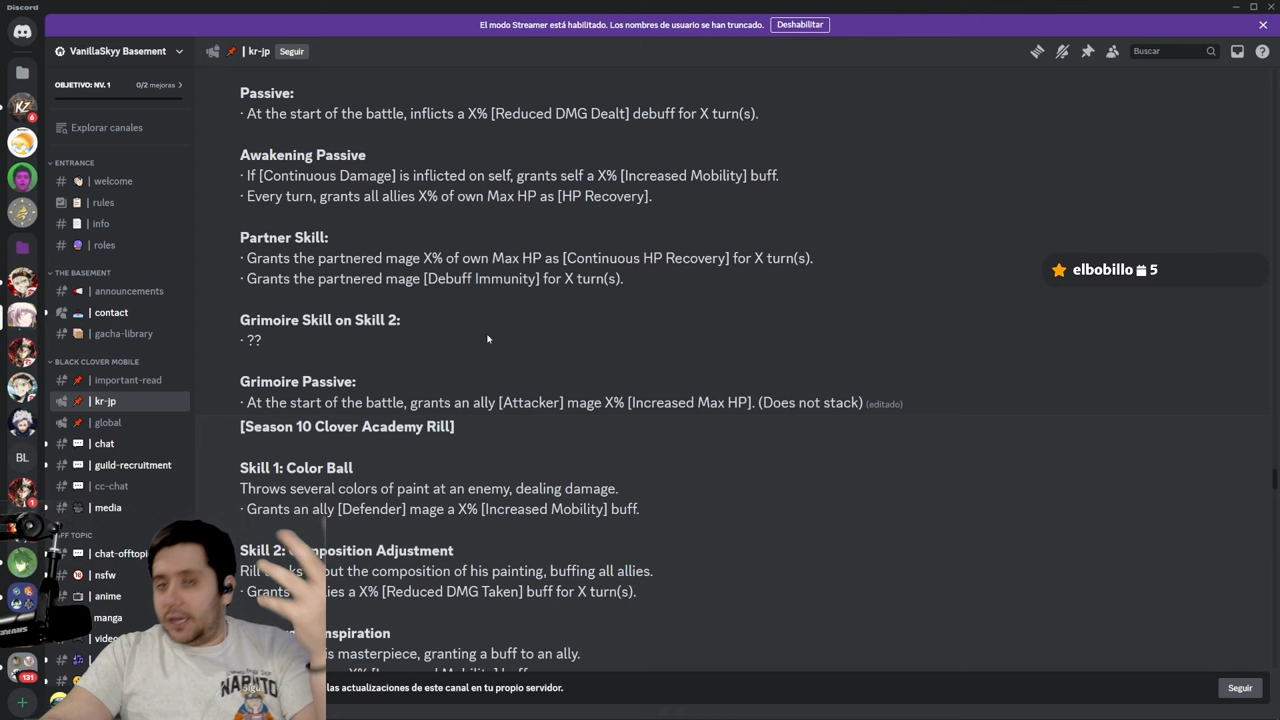 Discord
El modo Streamer está habilitado. Los nombres de usuario se han truncado.
Deshabilitar
VanillaSkyy Basement
kr-jp
Seguir
Buscar
OBJETIVO: NV. 1
0/2 mejoras
Explorar canales
ENTRANCE
welcome
rules
info
roles
THE BASEMENT
announcements
contact
gacha-library
BLACK CLOVER MOBILE
important-read
kr-jp
global
chat
guild-recruitment
cc-chat
media
OFF TOPIC
chat-offtopi
nsfw
anime
manga
6
BL
1
131
Passive:
· At the start of the battle, inflicts a X% [Reduced DMG Dealt] debuff for X turn(s).
Awakening Passive
· If [Continuous Damage] is inflicted on self, grants self a X% [Increased Mobility] buff.
· Every turn, grants all allies X% of own Max HP as [HP Recovery].
Partner Skill:
· Grants the partnered mage X% of own Max HP as [Continuous HP Recovery] for X turn(s).
· Grants the partnered mage [Debuff Immunity] for X turn(s).
elbobillo 5
Grimoire Skill on Skill 2:
· ??
Grimoire Passive:
· At the start of the battle, grants an ally [Attacker] mage X% [Increased Max HP]. (Does not stack) (editado)
[Season 10 Clover Academy Rill]
Skill 1: Color Ball
Throws several colors of paint at an enemy, dealing damage.
· Grants an ally [Defender] mage a X% [Increased Mobility] buff.
Skill 2: Composition Adjustment
Rill out the composition of his painting, buffing all allies.
· Grants a X% [Reduced DMG Taken] buff for X turn(s).
nspiration
is masterpiece, granting a buff to an ally.
las actualizaciones de este canal en tu propio servidor.
Seguir
NARUTO